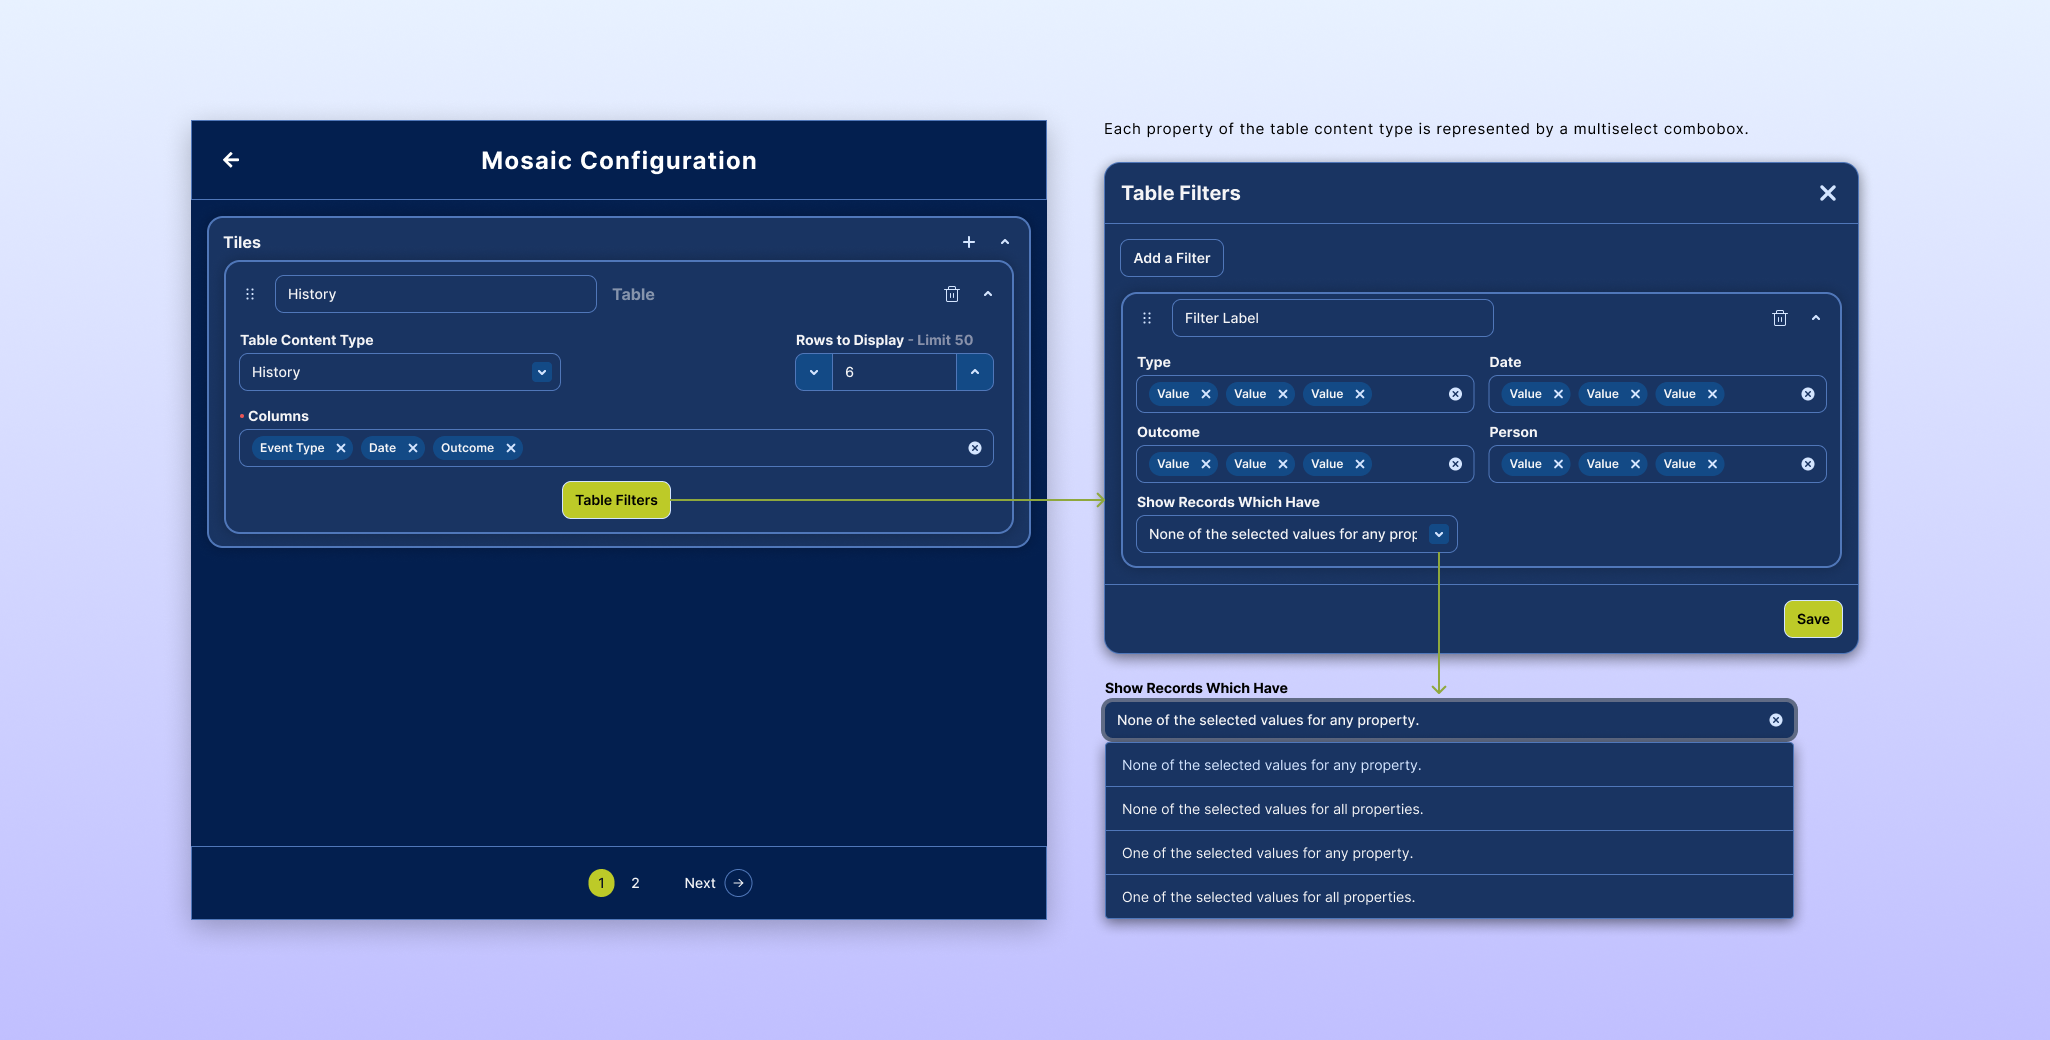 Mosaic Configuration
Tiles
History
Table
Table Content Type
Rows to Display - Limit 50
History
6
Columns
Event Type
Date
Outcome
Table Filters
1
2
Next
Each property of the table content type is represented by a multiselect combobox.
Table Filters
Add a Filter
Filter Label
Type
Date
Value Value Value
Value Value Value
Outcome
Person
Value Value Value
Value Value Value
Show Records Which Have
None of the selected values for any prop
Save
Show Records Which Have
None of the selected values for any property.
None of the selected values for any property.
None of the selected values for all properties.
One of the selected values for any property.
One of the selected values for all properties.